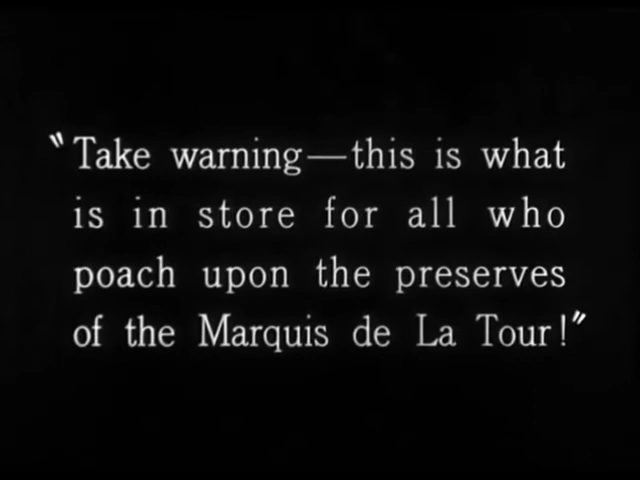 "Take warning—this is what
is in store for all who
poach upon the preserves
of the Marquis de La Tour!"